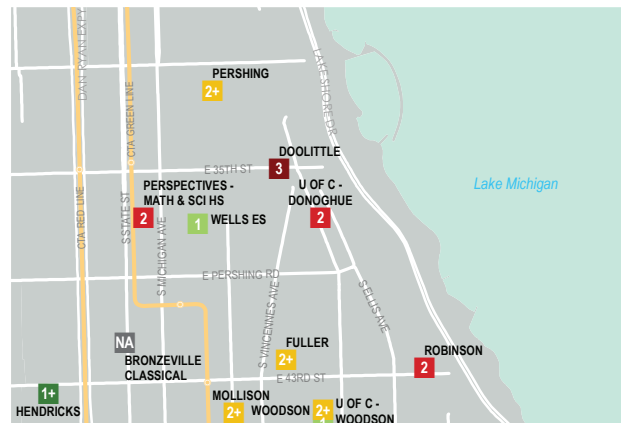 DAN RYAN EXPY
CTA GREEN LINE
LAKE SHORE DR
PERSHING
2+
DOOLITTLE
3
E 35TH ST
Lake Michigan
PERSPECTIVES -
MATH & SCI HS
2
U OF C -
DONOGHUE
2
1
WELLS ES
CTA RED LINE
S STATE ST
S MICHIGAN AVE
E PERSHING RD
S VINCENNES AVE
S ELLIS AVE
NA
BRONZEVILLE
CLASSICAL
FULLER
2+
ROBINSON
2
E 43RD ST
1+
HENDRICKS
MOLLISON
2+
WOODSON
2+
U OF C -
WOODSON
1